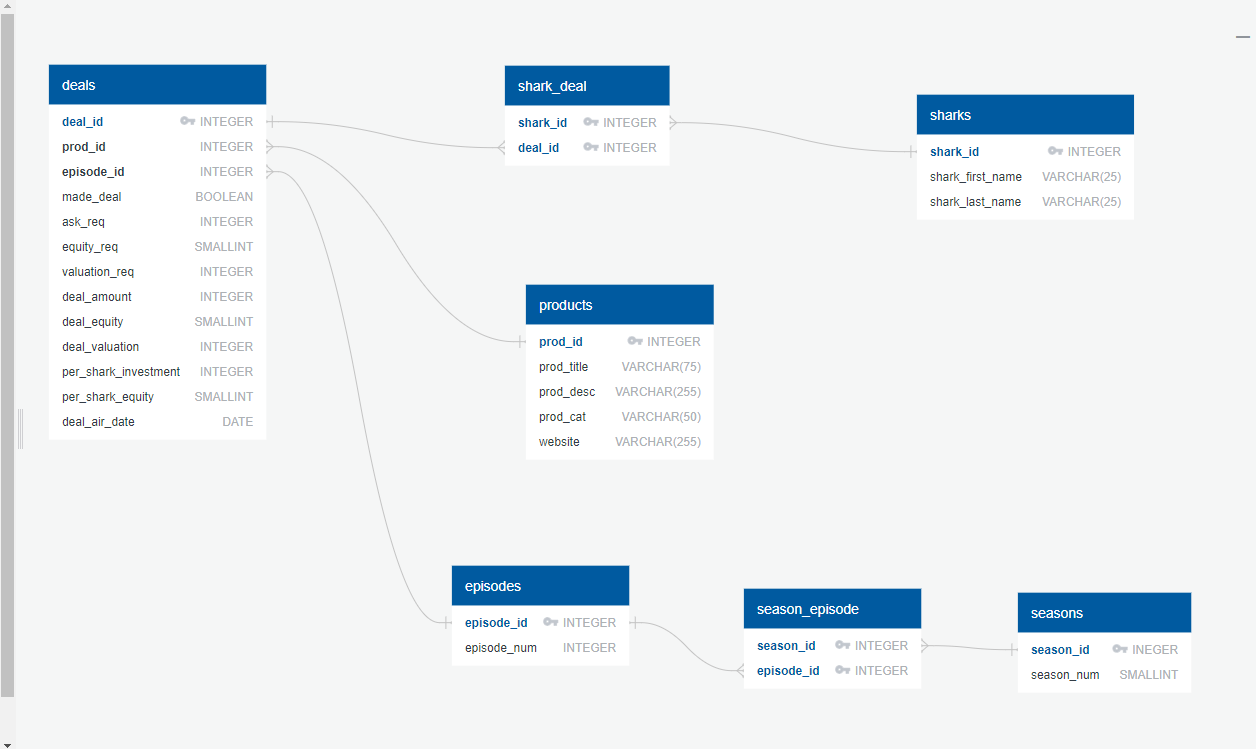 deals
deal_id INTEGER
prod_id INTEGER
episode_id INTEGER
made_deal BOOLEAN
ask_req INTEGER
equity_req SMALLINT
valuation_req INTEGER
deal_amount INTEGER
deal_equity SMALLINT
deal_valuation INTEGER
per_shark_investment INTEGER
per_shark_equity SMALLINT
deal_air_date DATE
shark_deal
shark_id INTEGER
deal_id INTEGER
sharks
shark_id INTEGER
shark_first_name VARCHAR(25)
shark_last_name VARCHAR(25)
products
prod_id INTEGER
prod_title VARCHAR(75)
prod_desc VARCHAR(255)
prod_cat VARCHAR(50)
website VARCHAR(255)
episodes
episode_id INTEGER
episode_num INTEGER
season_episode
season_id INTEGER
episode_id INTEGER
seasons
season_id INEGER
season_num SMALLINT